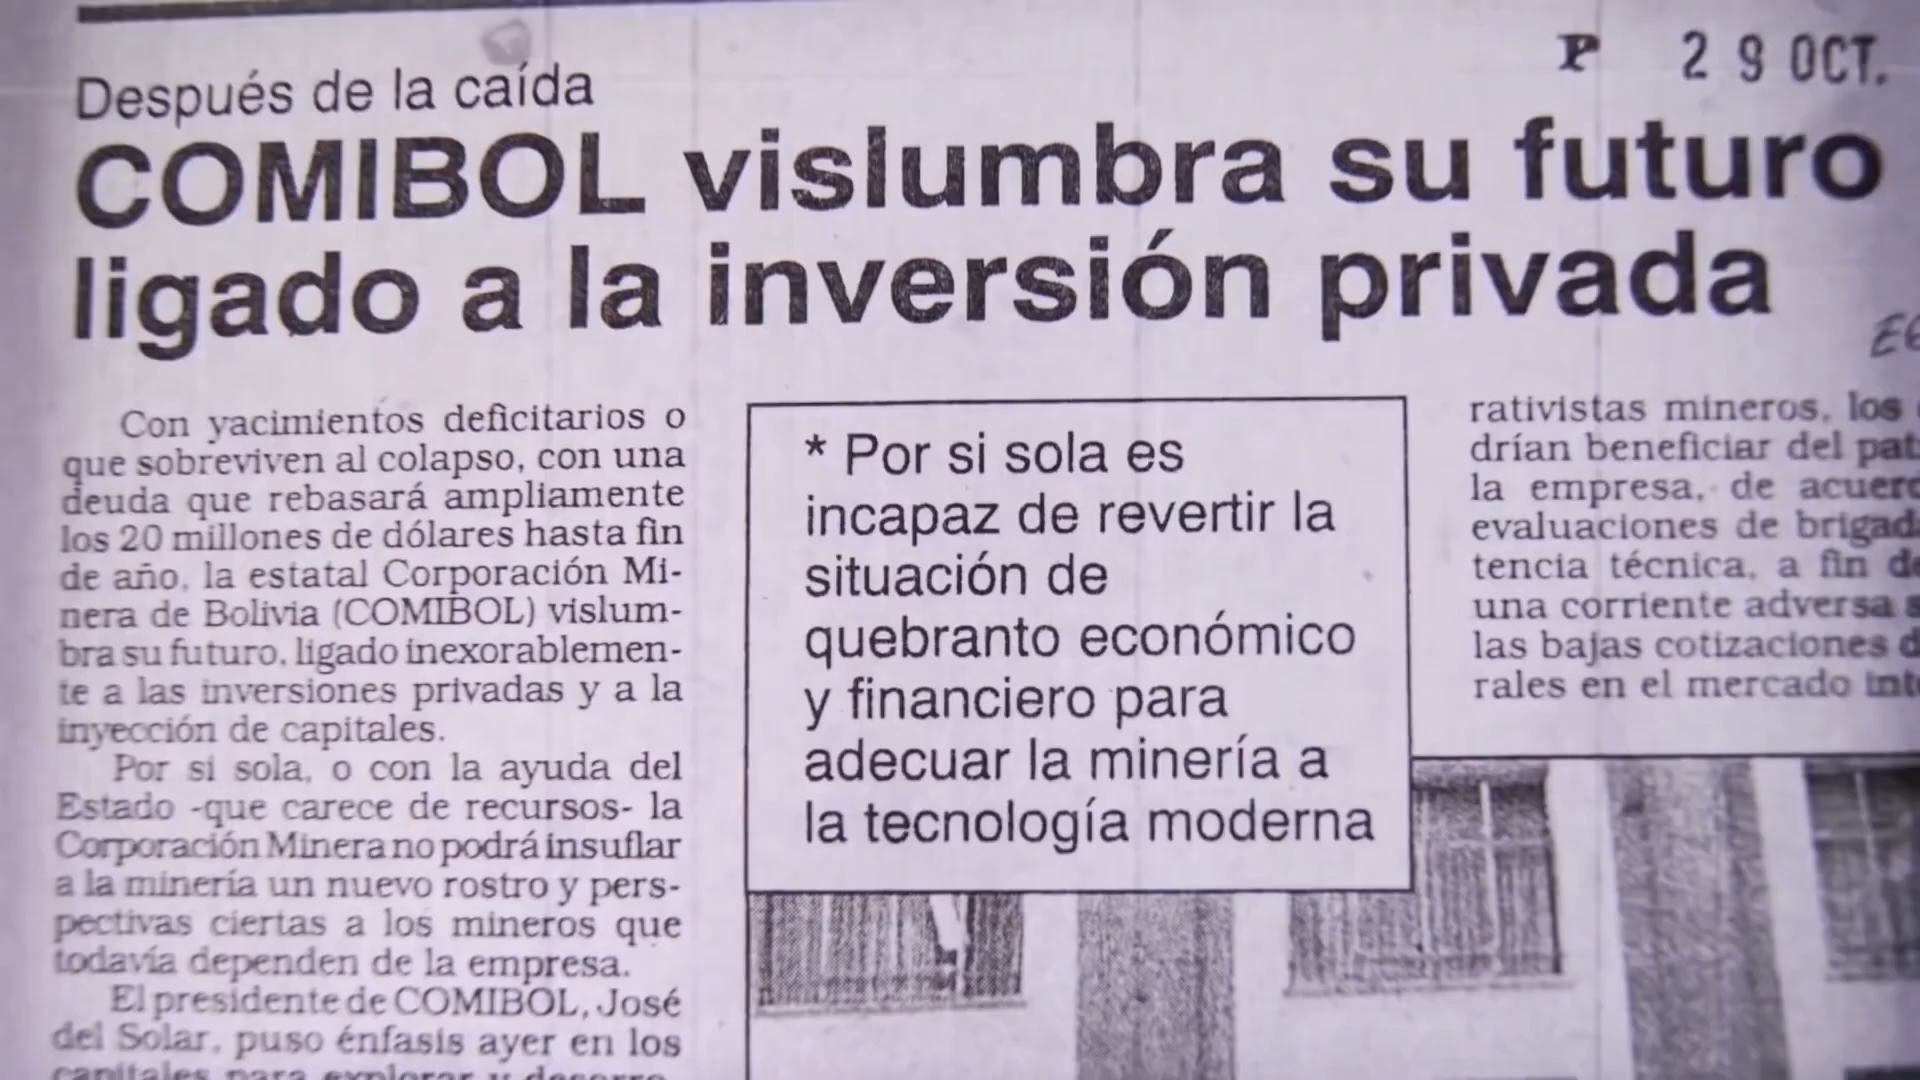 P 29 OCT.
Después de la caída
COMIBOL vislumbra su futuro
ligado a la inversión privada
Con yacimientos deficitarios o
que sobreviven al colapso, con una
deuda que rebasará ampliamente
los 20 millones de dólares hasta fin
de año, la estatal Corporación Mi-
nera de Bolivia (COMIBOL) vislum-
bra su futuro, ligado inexorablemen-
te a las inversiones privadas y a la
inyección de capitales.
Por si sola, o con la ayuda del
Estado -que carece de recursos- la
Corporación Minera no podrá insuflar
a la minería un nuevo rostro y pers-
pectivas ciertas a los mineros que
todavía dependen de la empresa.
El presidente de COMIBOL, José
del Solar, puso énfasis ayer en los
capitales para explorar y
* Por si sola es
incapaz de revertir la
situación de
quebranto económico
y financiero para
adecuar la minería a
la tecnología moderna
rativistas mineros, los
drían beneficiar del
la empresa, de
evaluaciones de
tencia técnica, a fin
una corriente adversa
las bajas cotizaciones
rales en el mercado